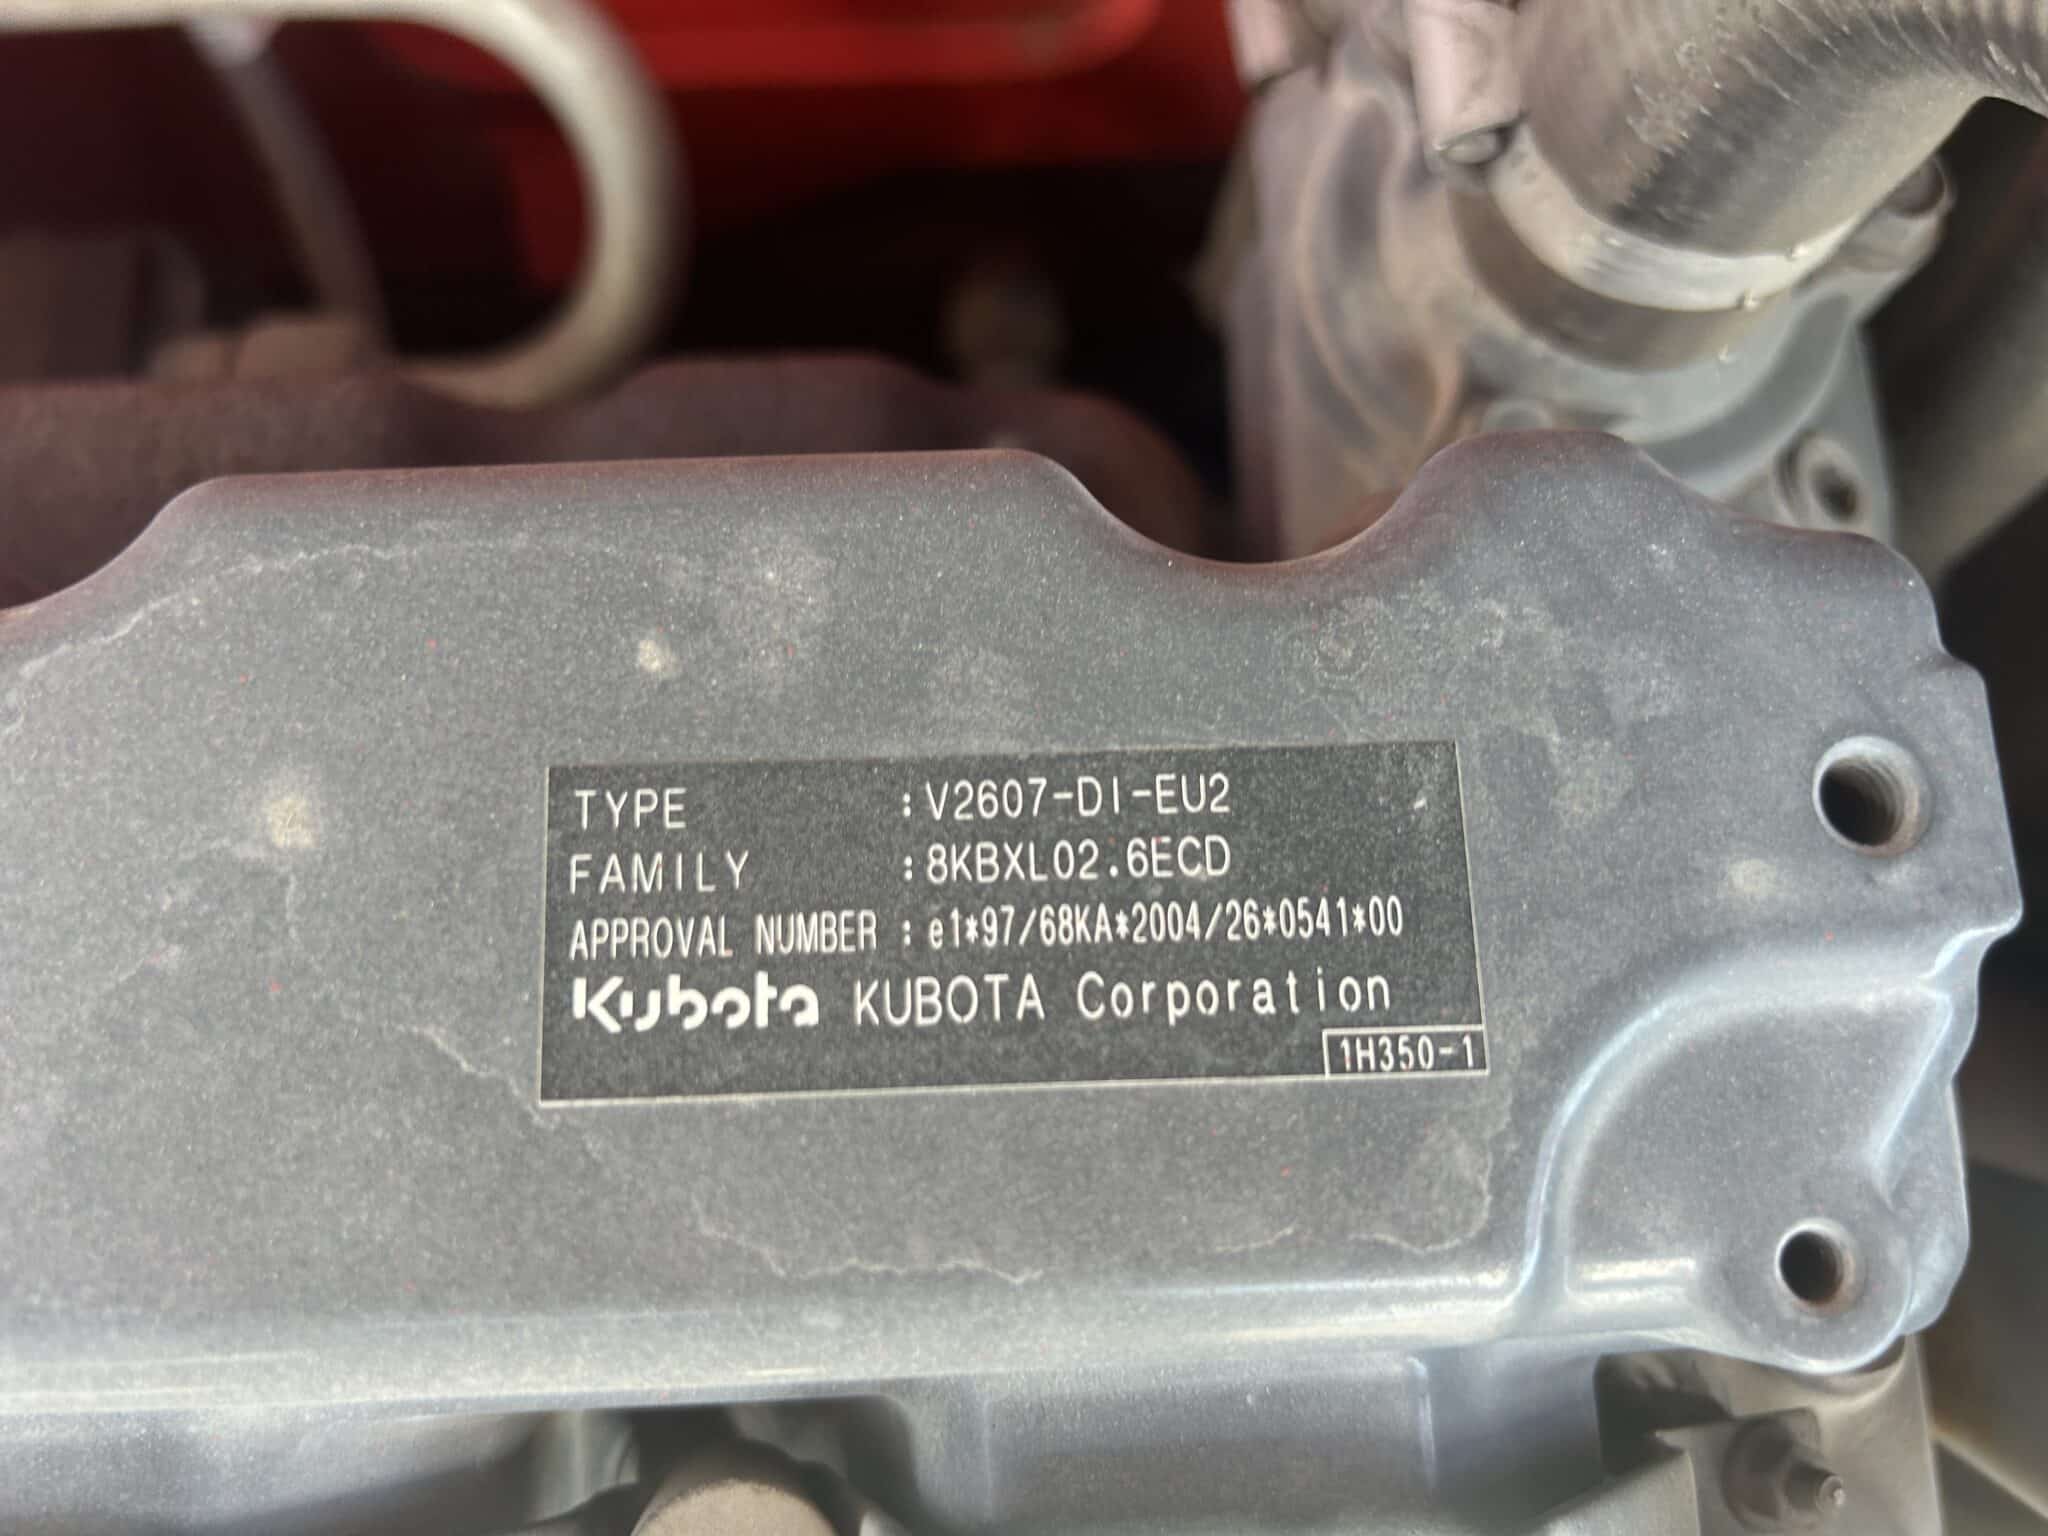 TYPE :V2607-DI-EU2
FAMILY :8KBXL02.6ECD
APPROVAL NUMBER :e1*97/68KA*2004/26*0541*00
Kubota KUBOTA Corporation
1H350-1